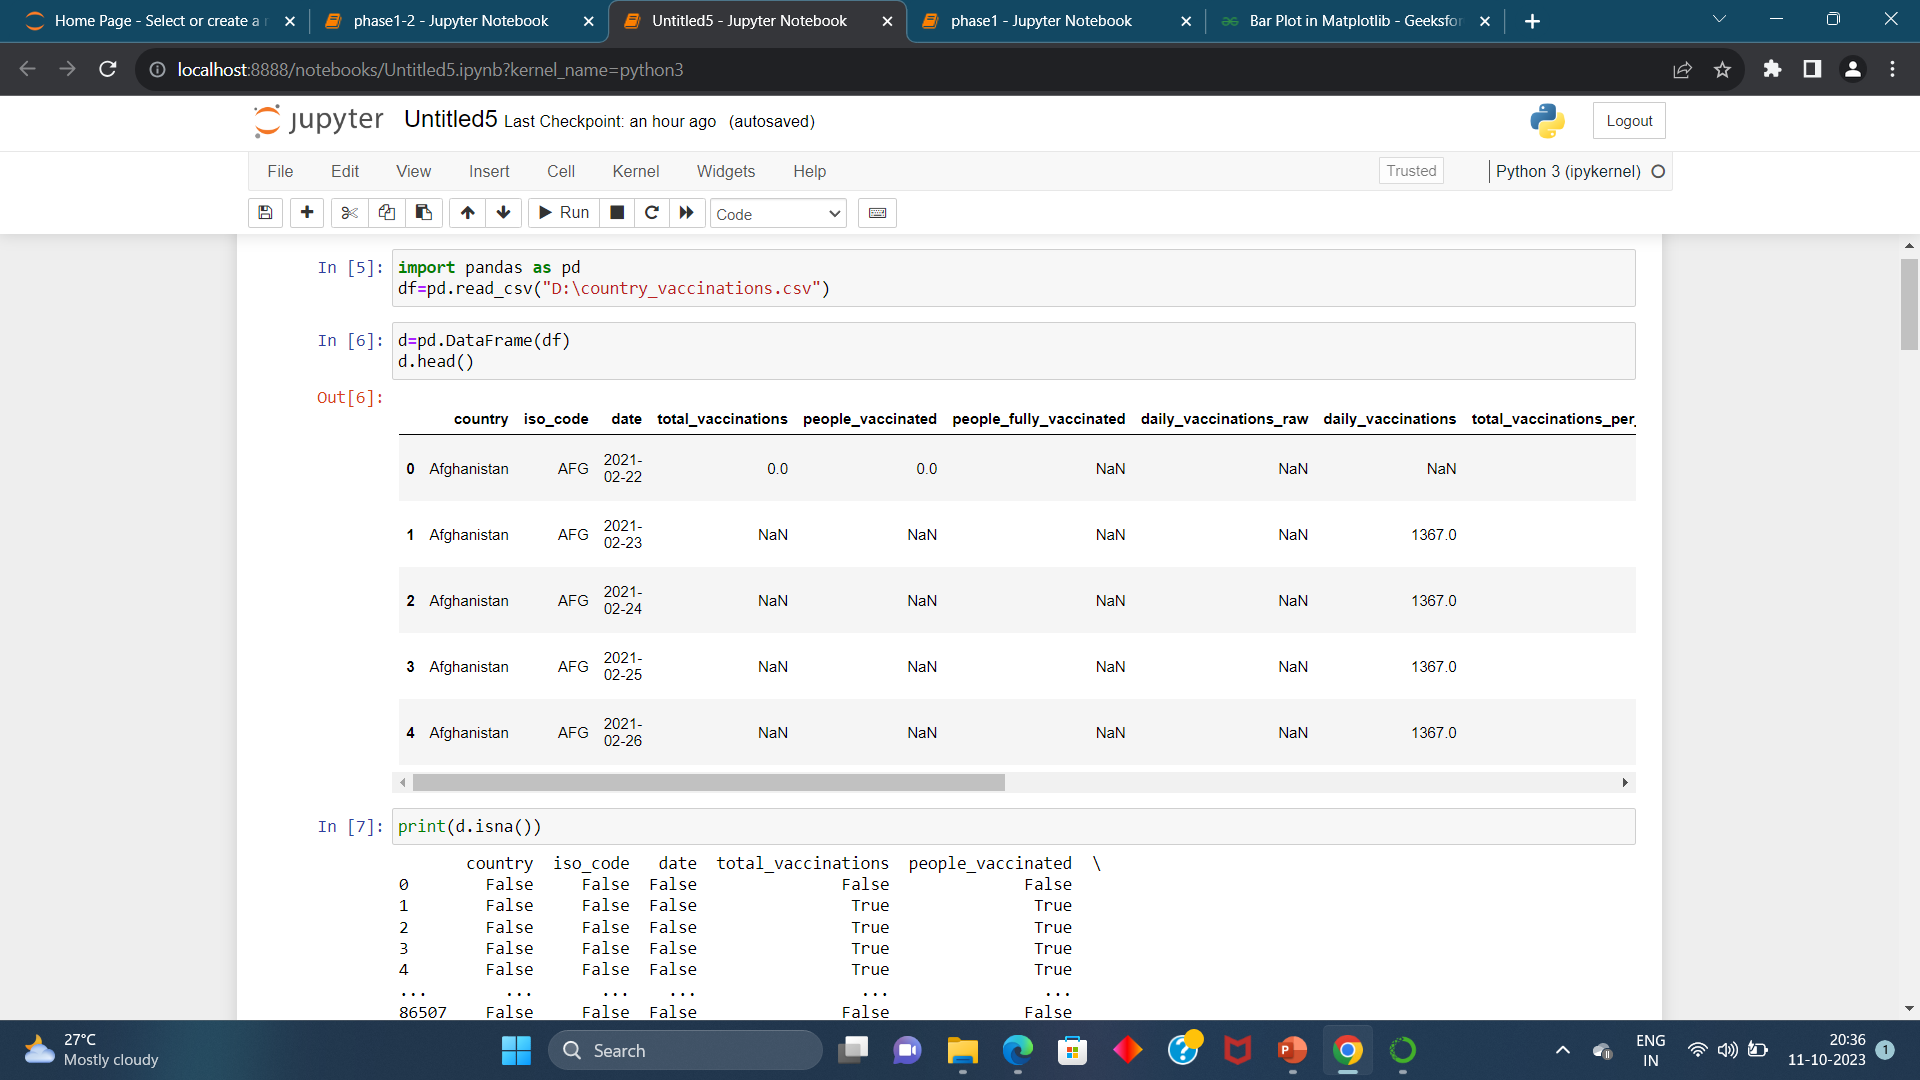 Home Page - Select or create a n
phase1-2 - Jupyter Notebook
Untitled5 - Jupyter Notebook
phase1 - Jupyter Notebook
Bar Plot in Matplotlib - Geeksfor
localhost:8888/notebooks/Untitled5.ipynb?kernel_name=python3
jupyter Untitled5 Last Checkpoint: an hour ago (autosaved)
Logout
File Edit View Insert Cell Kernel Widgets Help
Trusted
Python 3 (ipykernel)
Run
Code
In [5]: import pandas as pd
df=pd.read_csv("D:\country_vaccinations.csv")
In [6]: d=pd.DataFrame(df)
d.head()
Out[6]:
country iso_code date total_vaccinations people_vaccinated people_fully_vaccinated daily_vaccinations_raw daily_vaccinations total_vaccinations_per_
0 Afghanistan AFG 2021-02-22 0.0 0.0 NaN NaN NaN
1 Afghanistan AFG 2021-02-23 NaN NaN NaN NaN 1367.0
2 Afghanistan AFG 2021-02-24 NaN NaN NaN NaN 1367.0
3 Afghanistan AFG 2021-02-25 NaN NaN NaN NaN 1367.0
4 Afghanistan AFG 2021-02-26 NaN NaN NaN NaN 1367.0
In [7]: print(d.isna())
country iso_code date total_vaccinations people_vaccinated \
0 False False False False False
1 False False False True True
2 False False False True True
3 False False False True True
4 False False False True True
... ... ... ... ... ...
86507 False False False False False
27°C
Mostly cloudy
Search
ENG
IN
20:36
11-10-2023
1